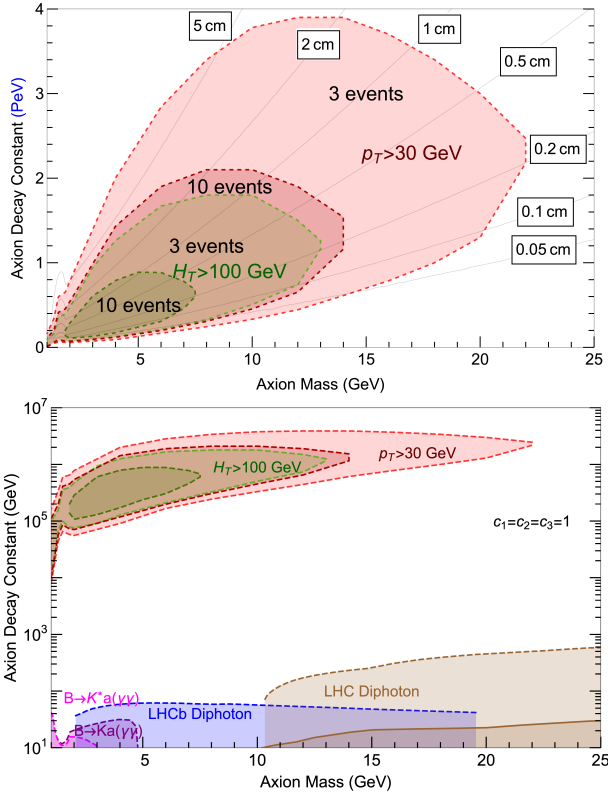 4
3
2
1
0
Axion Decay Constant (PeV)
5 cm
2 cm
1 cm
0.5 cm
0.2 cm
0.1 cm
0.05 cm
3 events
p_T>30 GeV
10 events
3 events
H_T>100 GeV
10 events
5 10 15 20 25
Axion Mass (GeV)
10^7
10^5
10^3
10^1
Axion Decay Constant (GeV)
p_T>30 GeV
H_T>100 GeV
c_1=c_2=c_3=1
LHC Diphoton
B→K*a(γγ)
LHCb Diphoton
B→Ka(γγ)
1 5 10 15 20 25
Axion Mass (GeV)